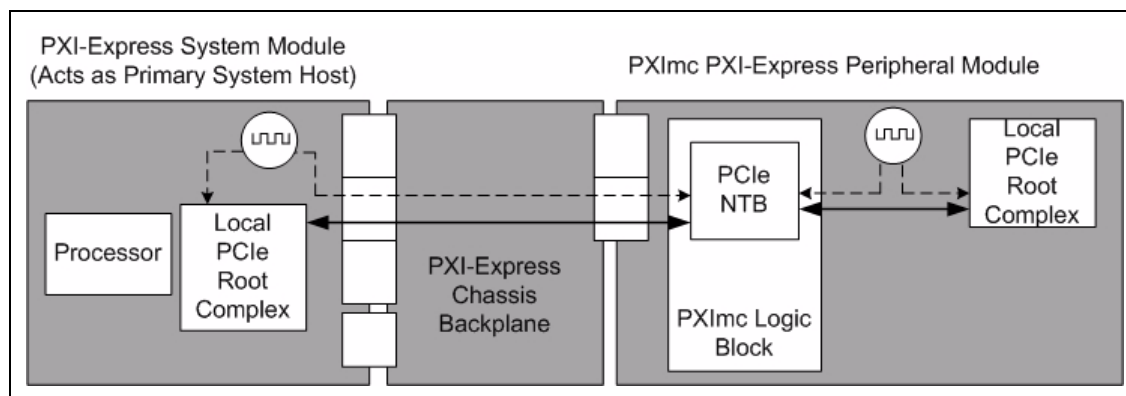 PXI-Express System Module
(Acts as Primary System Host)
PXImc PXI-Express Peripheral Module
Processor
Local
PCIe
Root
Complex
PXI-Express
Chassis
Backplane
PCIe
NTB
PXImc Logic
Block
Local
PCIe
Root
Complex